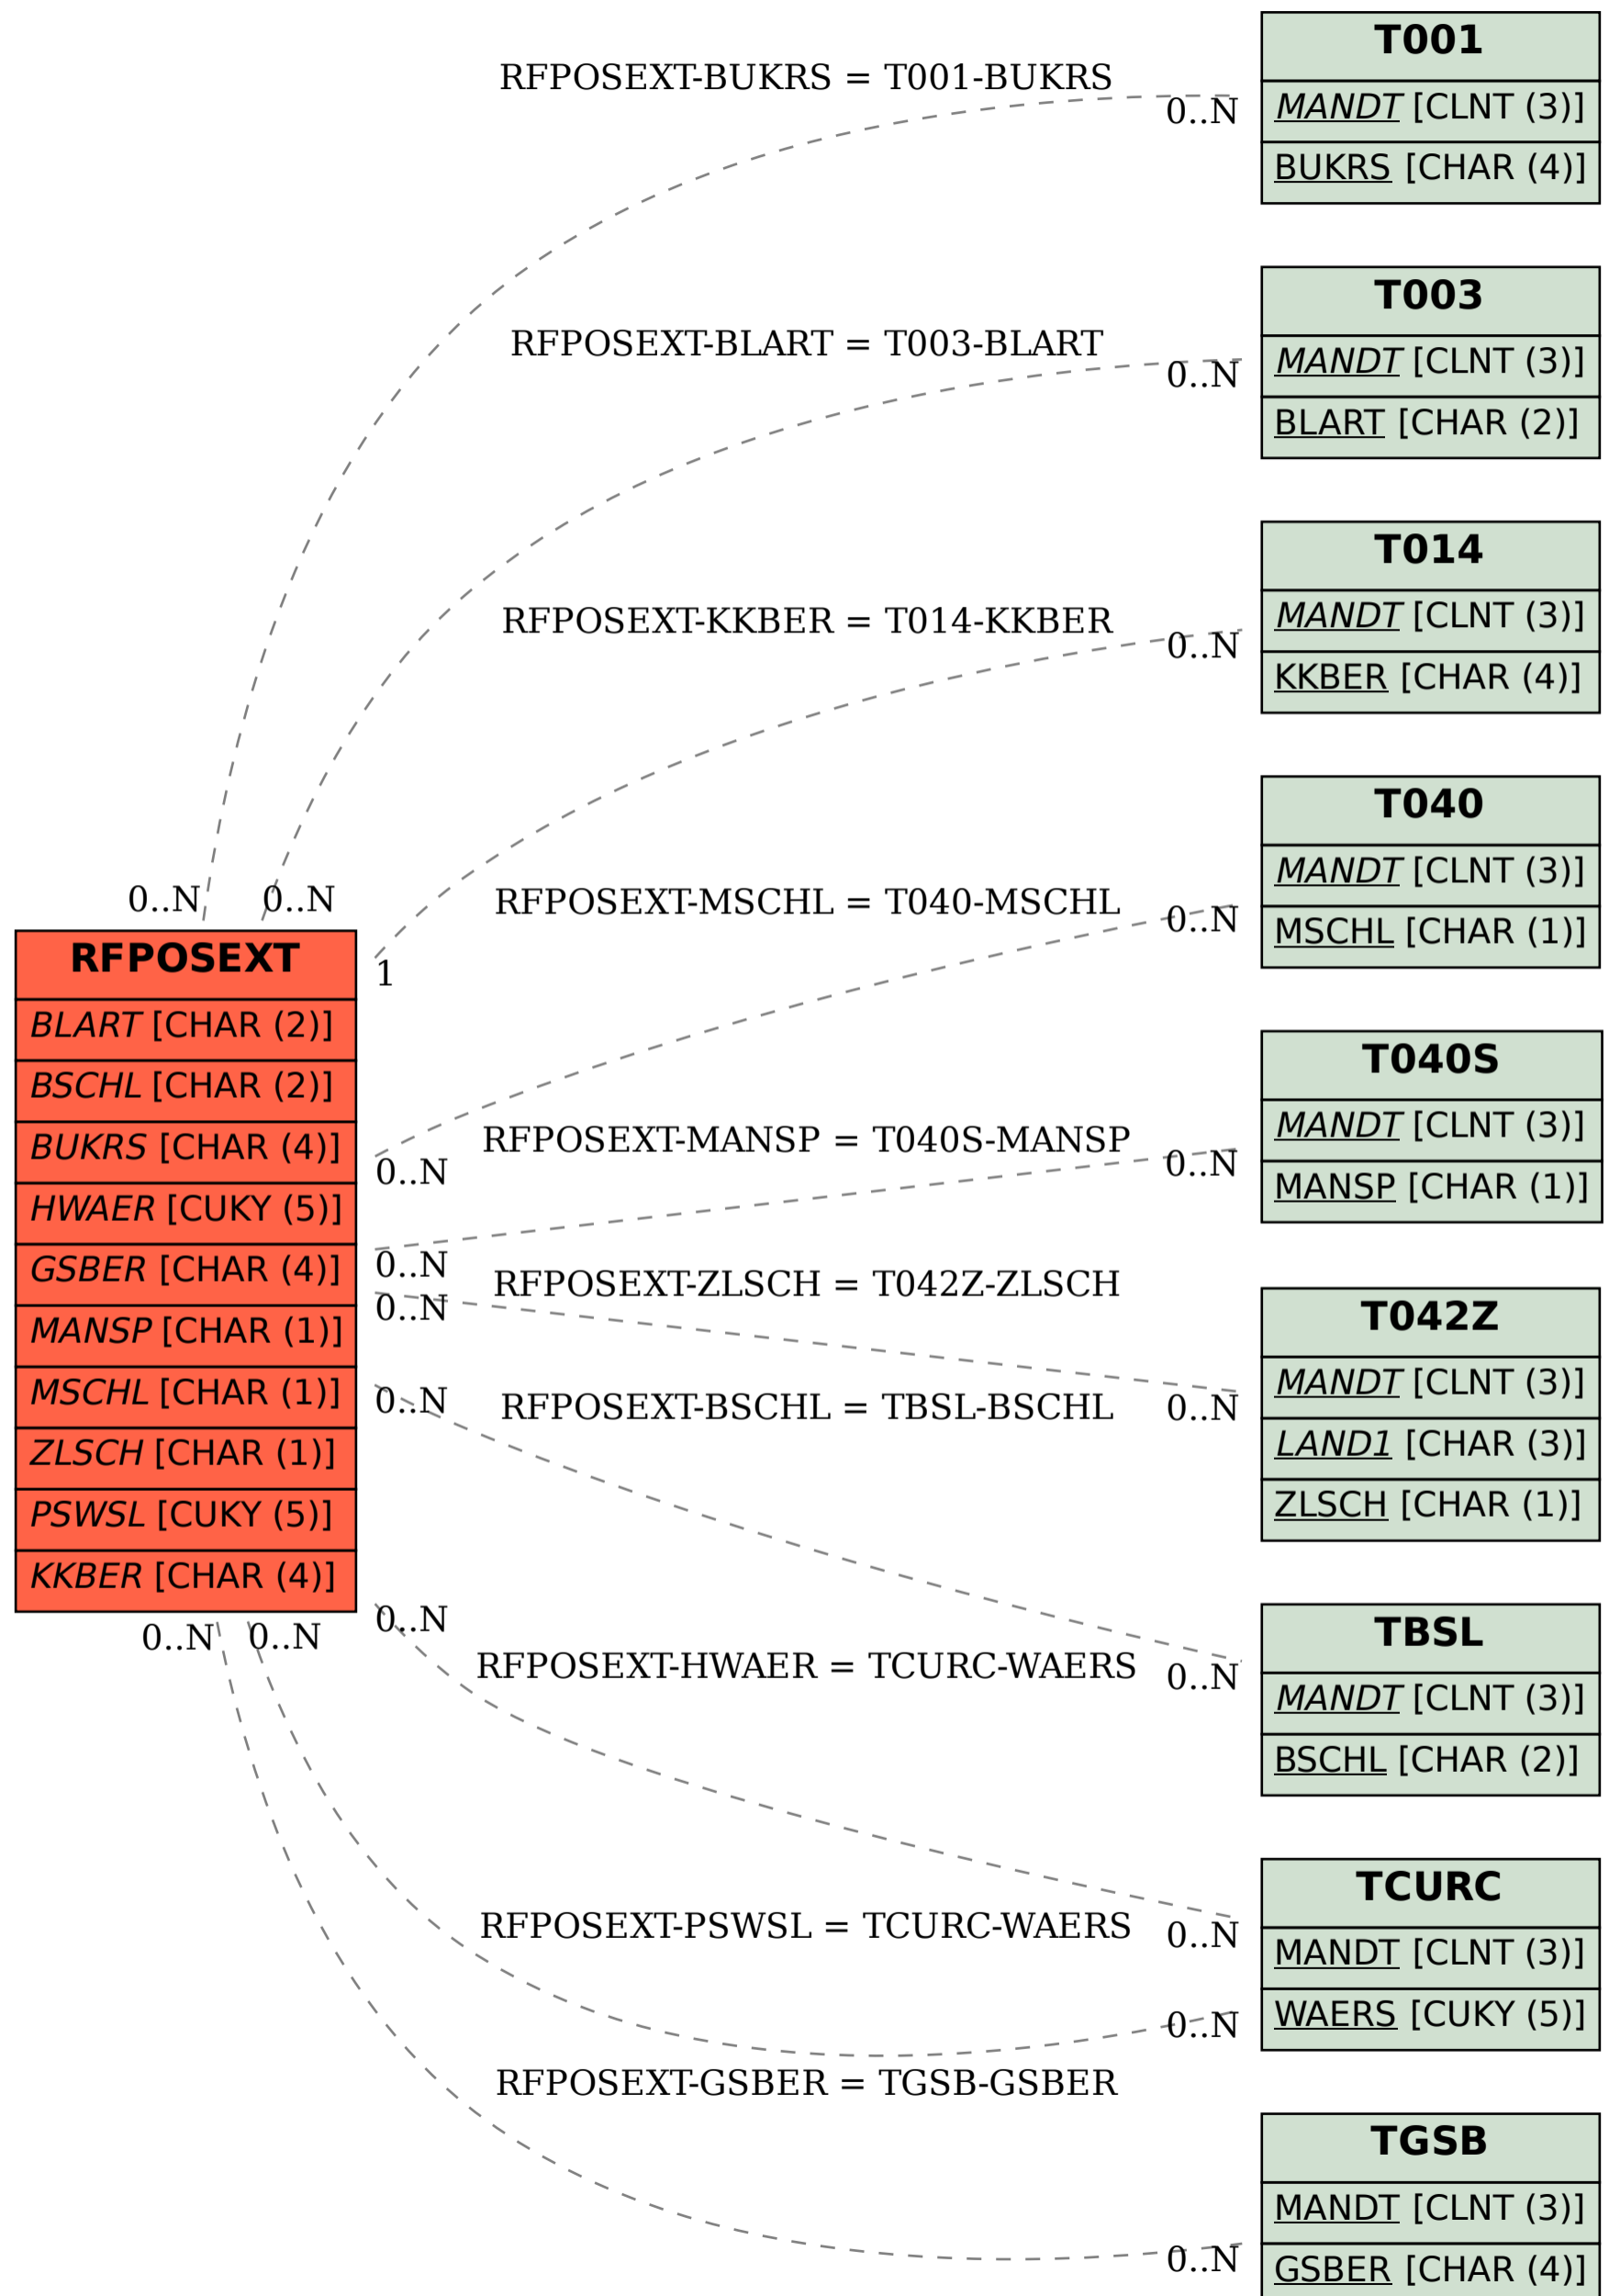 T001
MANDT [CLNT (3)]
BUKRS [CHAR (4)]
RFPOSEXT-BUKRS = T001-BUKRS
0..N
0..N
T003
MANDT [CLNT (3)]
BLART [CHAR (2)]
RFPOSEXT-BLART = T003-BLART
0..N
0..N
T014
MANDT [CLNT (3)]
KKBER [CHAR (4)]
RFPOSEXT-KKBER = T014-KKBER
0..N
1
T040
MANDT [CLNT (3)]
MSCHL [CHAR (1)]
RFPOSEXT-MSCHL = T040-MSCHL
0..N
0..N
RFPOSEXT
BLART [CHAR (2)]
BSCHL [CHAR (2)]
BUKRS [CHAR (4)]
HWAER [CUKY (5)]
GSBER [CHAR (4)]
MANSP [CHAR (1)]
MSCHL [CHAR (1)]
ZLSCH [CHAR (1)]
PSWSL [CUKY (5)]
KKBER [CHAR (4)]
T040S
MANDT [CLNT (3)]
MANSP [CHAR (1)]
RFPOSEXT-MANSP = T040S-MANSP
0..N
0..N
T042Z
MANDT [CLNT (3)]
LAND1 [CHAR (3)]
ZLSCH [CHAR (1)]
RFPOSEXT-ZLSCH = T042Z-ZLSCH
0..N
0..N
TBSL
MANDT [CLNT (3)]
BSCHL [CHAR (2)]
RFPOSEXT-BSCHL = TBSL-BSCHL
0..N
0..N
TCURC
MANDT [CLNT (3)]
WAERS [CUKY (5)]
RFPOSEXT-HWAER = TCURC-WAERS
0..N
0..N
RFPOSEXT-PSWSL = TCURC-WAERS
0..N
0..N
TGSB
MANDT [CLNT (3)]
GSBER [CHAR (4)]
RFPOSEXT-GSBER = TGSB-GSBER
0..N
0..N